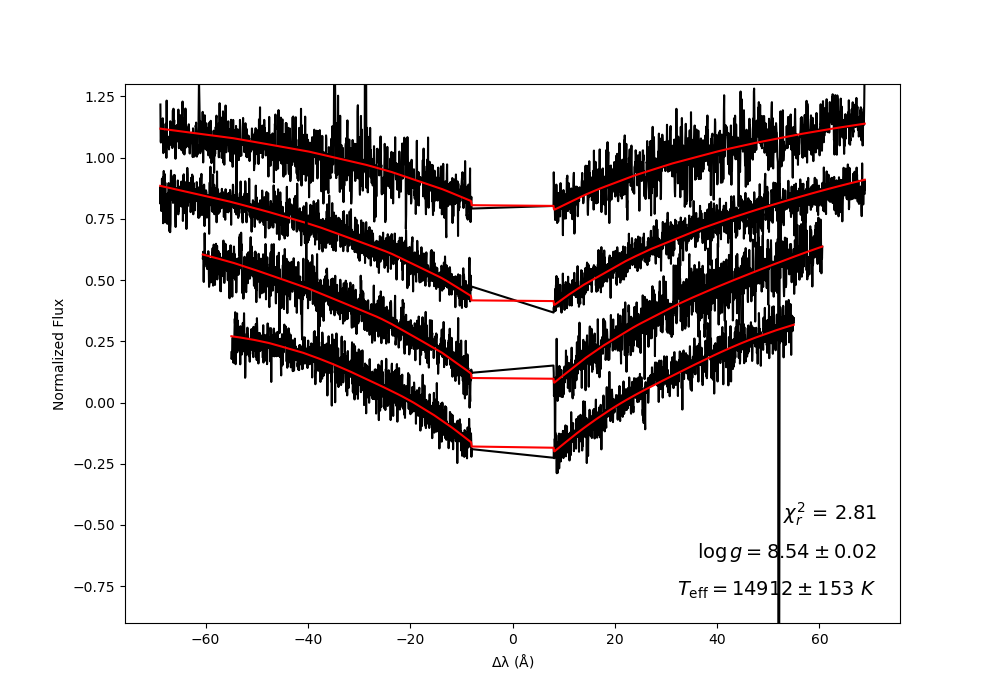 1.25
1.00
0.75
0.50
0.25
0.00
−0.25
−0.50
−0.75
Normalized Flux
χ²ᵣ = 2.81
log g = 8.54 ± 0.02
T_eff = 14912 ± 153 K
−60 −40 −20 0 20 40 60
Δλ (Å)